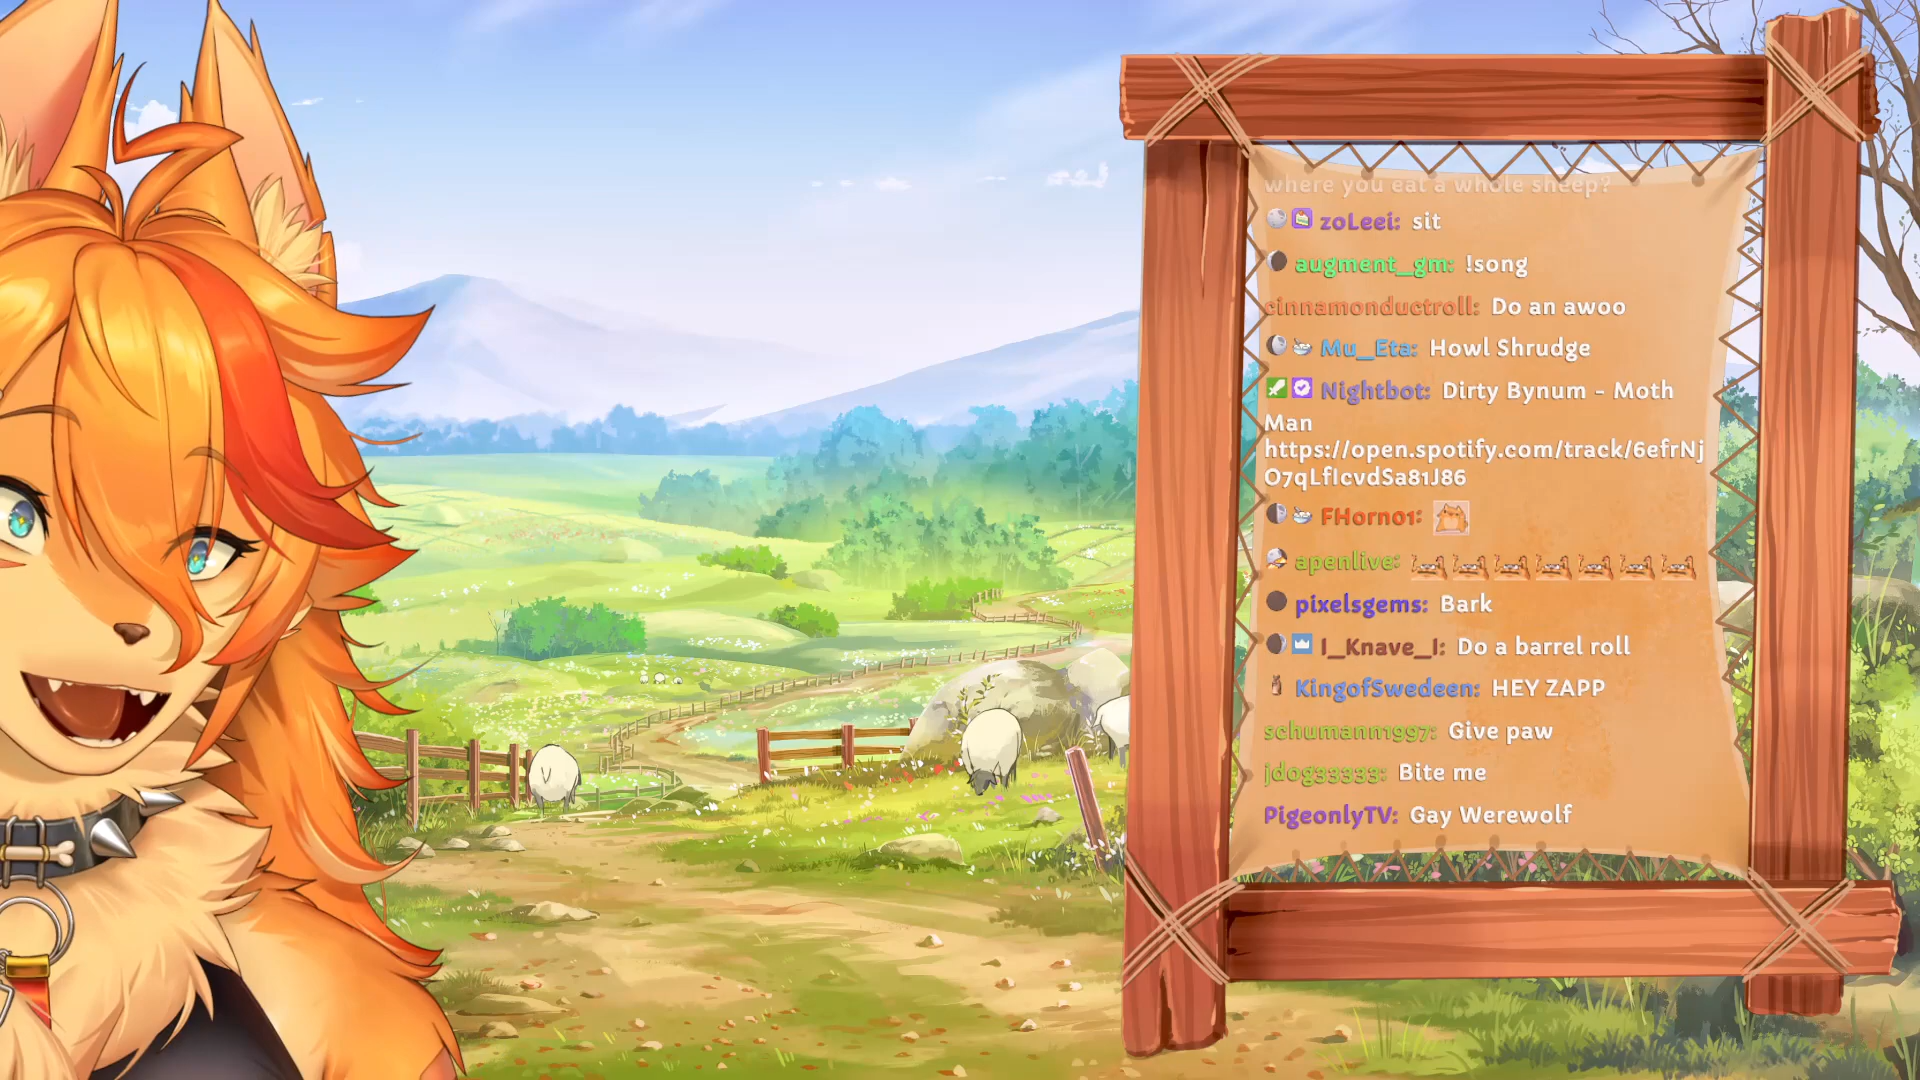 where you eat a whole sheep?
zoLeei: sit
augment_gm: !song
cinnamonductroll: Do an awoo
Mu_Eta: Howl Shrudge
Nightbot: Dirty Bynum - Moth
Man
https://open.spotify.com/track/6efrNj
O7qLfIcvdSa81J86
FHorn01:
apenlive:
pixelsgems: Bark
I_Knave_I: Do a barrel roll
KingofSwedeen: HEY ZAPP
schumann1997: Give paw
jdog33333: Bite me
PigeonlyTV: Gay Werewolf